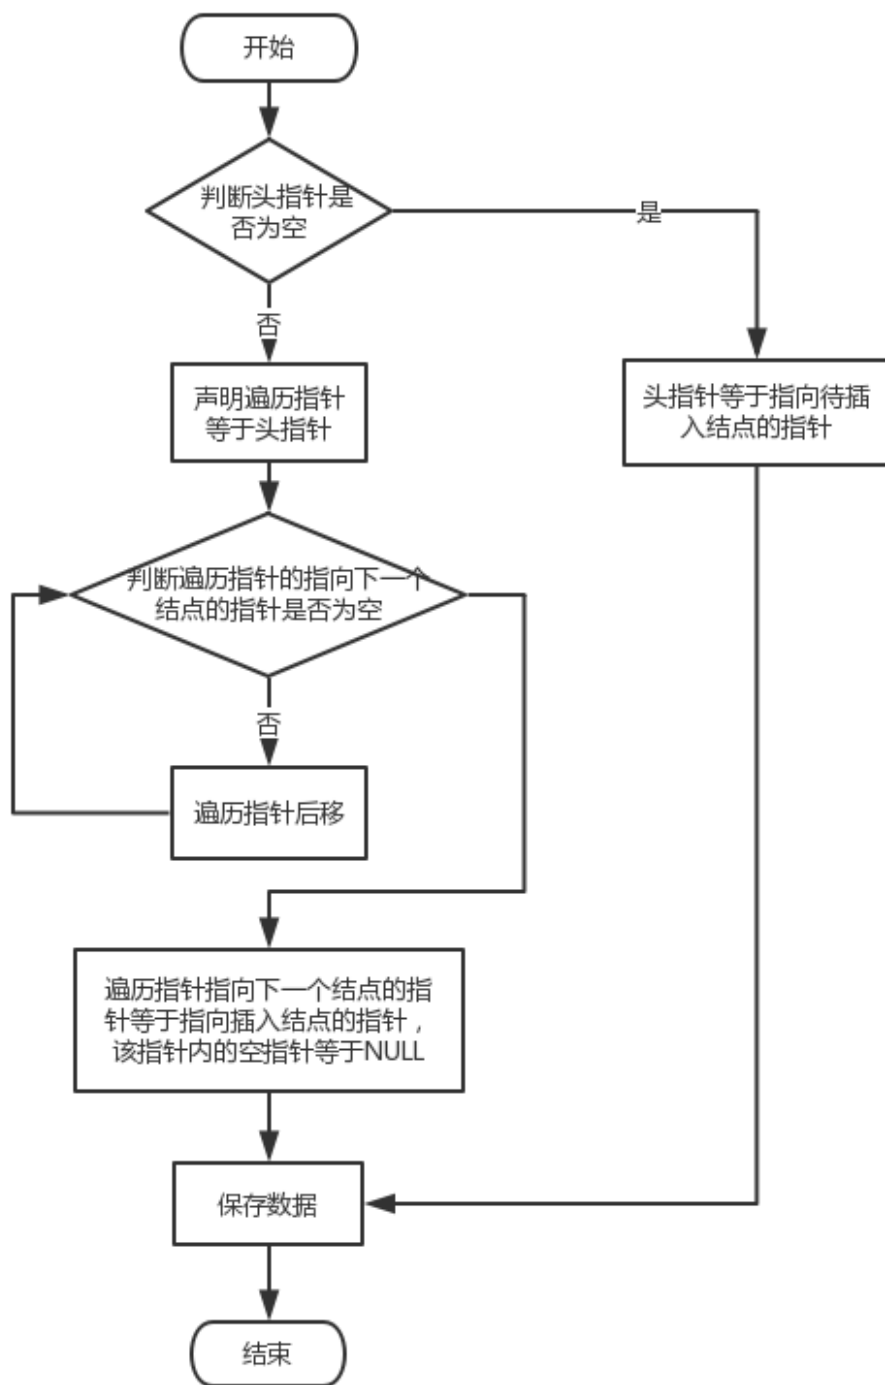 开始
判断头指针是
否为空
是
否
声明遍历指针
等于头指针
头指针等于指向待插
入结点的指针
判断遍历指针的指向下一个
结点的指针是否为空
否
遍历指针后移
遍历指针指向下一个结点的指
针等于指向插入结点的指针，
该指针内的空指针等于NULL
保存数据
结束